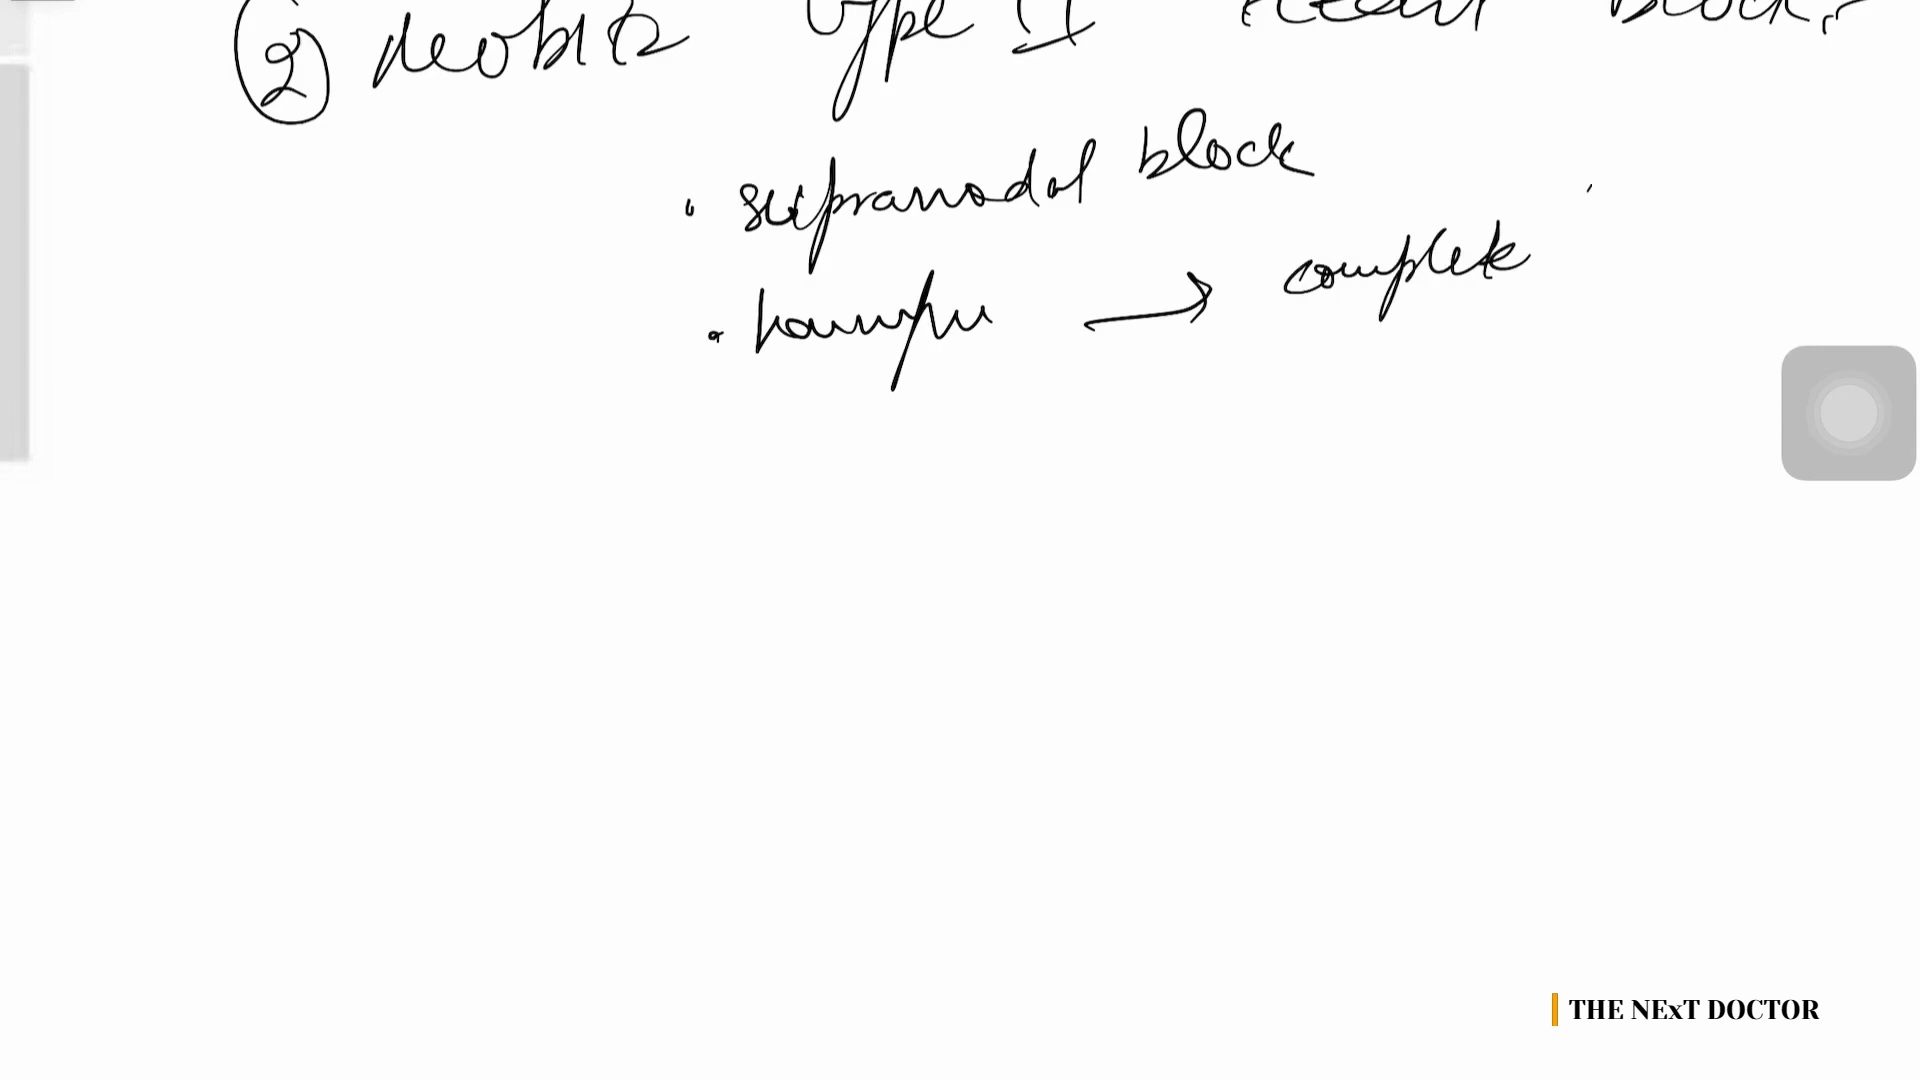 ② Mobitz type II Heart block
• supranodal block
• → complete
THE NExT DOCTOR